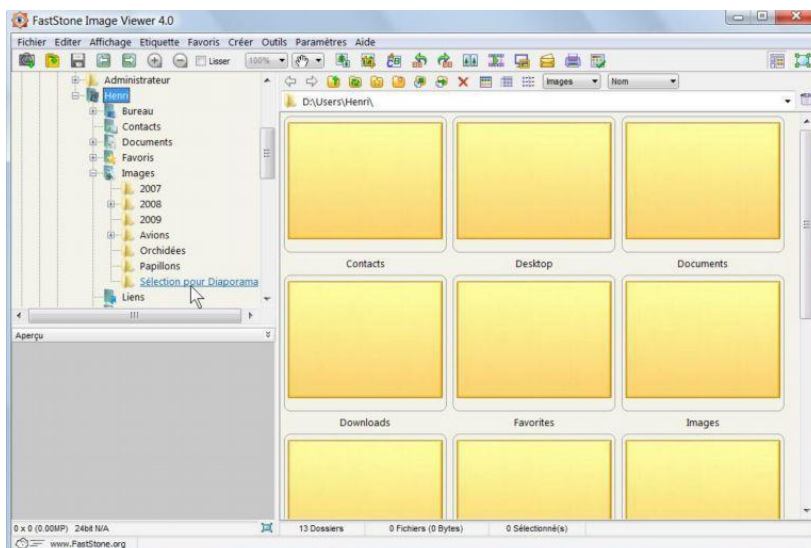 FastStone Image Viewer 4.0
Fichier Editer Affichage Etiquette Favoris Créer Outils Paramètres Aide
Lisser 100% Images Nom
Administrateur
Henri
Bureau
Contacts
Documents
Favoris
Images
2007
2008
2009
Avions
Orchidées
Papillons
Sélection pour Diaporama
Liens
Aperçu
D:\Users\Henri\
Contacts Desktop Documents
Downloads Favorites Images
0 x 0 (0.00MP) 24bit N/A
13 Dossiers 0 Fichiers (0 Bytes) 0 Sélectionné(s)
www.FastStone.org